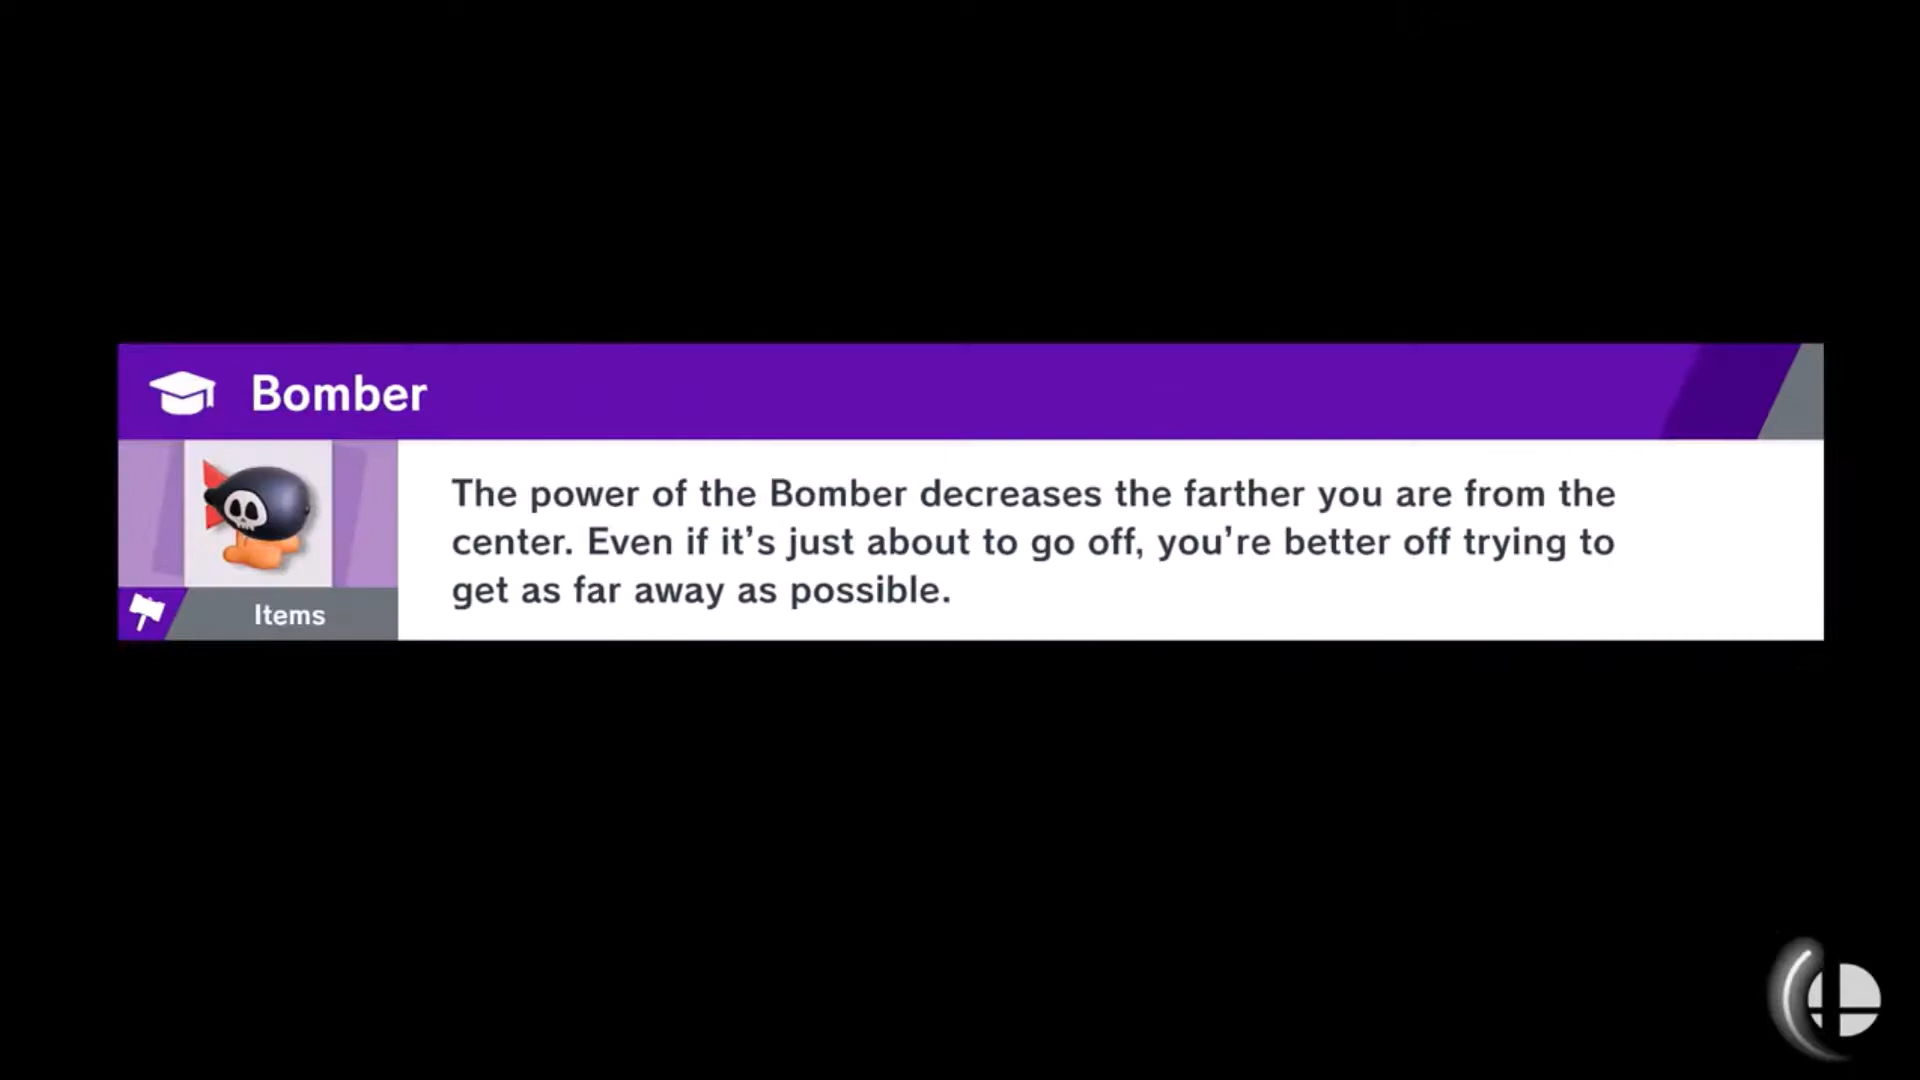 Bomber
The power of the Bomber decreases the farther you are from the
center. Even if it’s just about to go off, you’re better off trying to
get as far away as possible.
Items